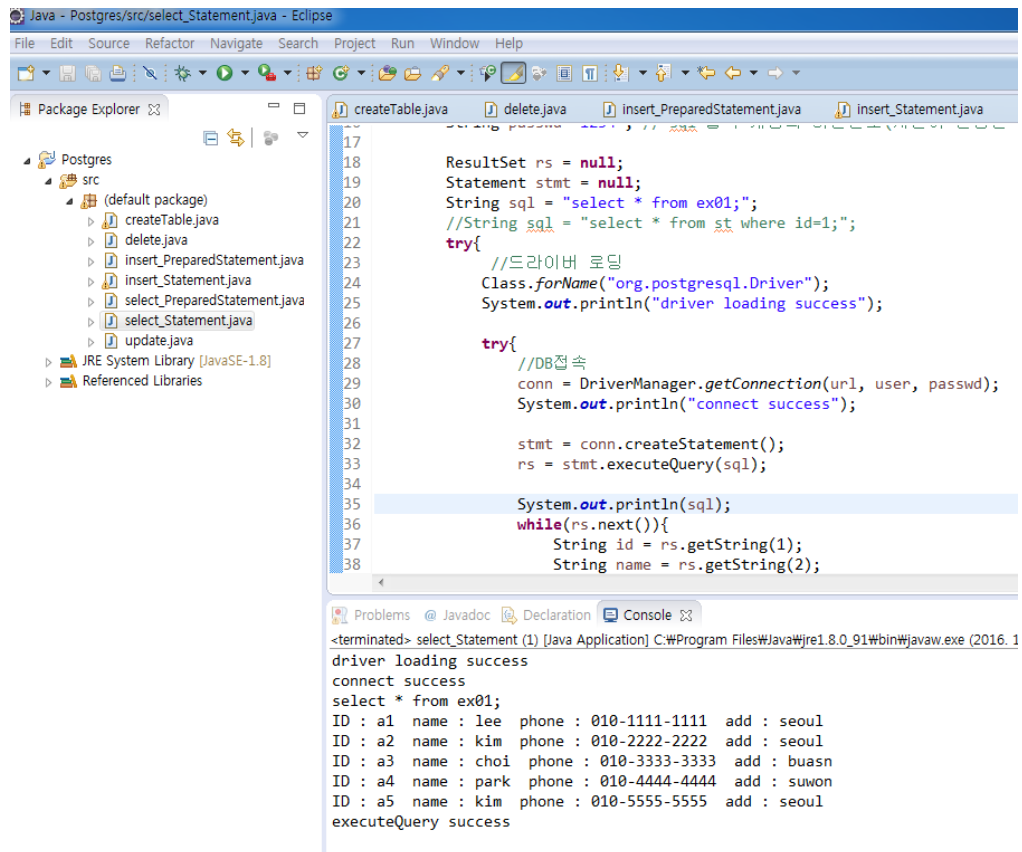 Java - Postgres/src/select_Statement.java - Eclipse
File Edit Source Refactor Navigate Search Project Run Window Help
Package Explorer
createTable.java delete.java insert_PreparedStatement.java insert_Statement.java
Postgres
src
(default package)
createTable.java
delete.java
insert_PreparedStatement.java
insert_Statement.java
select_PreparedStatement.java
select_Statement.java
update.java
JRE System Library [JavaSE-1.8]
Referenced Libraries
17
18 ResultSet rs = null;
19 Statement stmt = null;
20 String sql = "select * from ex01;";
21 //String sql = "select * from st where id=1;";
22 try{
23 //드라이버 로딩
24 Class.forName("org.postgresql.Driver");
25 System.out.println("driver loading success");
26
27 try{
28 //DB접속
29 conn = DriverManager.getConnection(url, user, passwd);
30 System.out.println("connect success");
31
32 stmt = conn.createStatement();
33 rs = stmt.executeQuery(sql);
34
35 System.out.println(sql);
36 while(rs.next()){
37 String id = rs.getString(1);
38 String name = rs.getString(2);
Problems @ Javadoc Declaration Console
<terminated> select_Statement (1) [Java Application] C:₩Program Files₩Java₩jre1.8.0_91₩bin₩javaw.exe (2016. 1
driver loading success
connect success
select * from ex01;
ID : a1 name : lee phone : 010-1111-1111 add : seoul
ID : a2 name : kim phone : 010-2222-2222 add : seoul
ID : a3 name : choi phone : 010-3333-3333 add : buasn
ID : a4 name : park phone : 010-4444-4444 add : suwon
ID : a5 name : kim phone : 010-5555-5555 add : seoul
executeQuery success